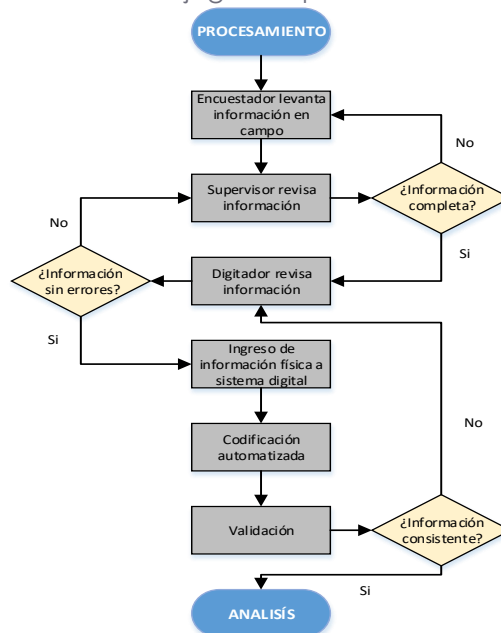 PROCESAMIENTO
Encuestador levanta
información en
campo
No
Supervisor revisa
información
¿Información
completa?
No
Si
¿Información
sin errores?
Digitador revisa
información
Si
Ingreso de
información física a
sistema digital
No
Codificación
automatizada
Validación
¿Información
consistente?
Si
ANALISÍS